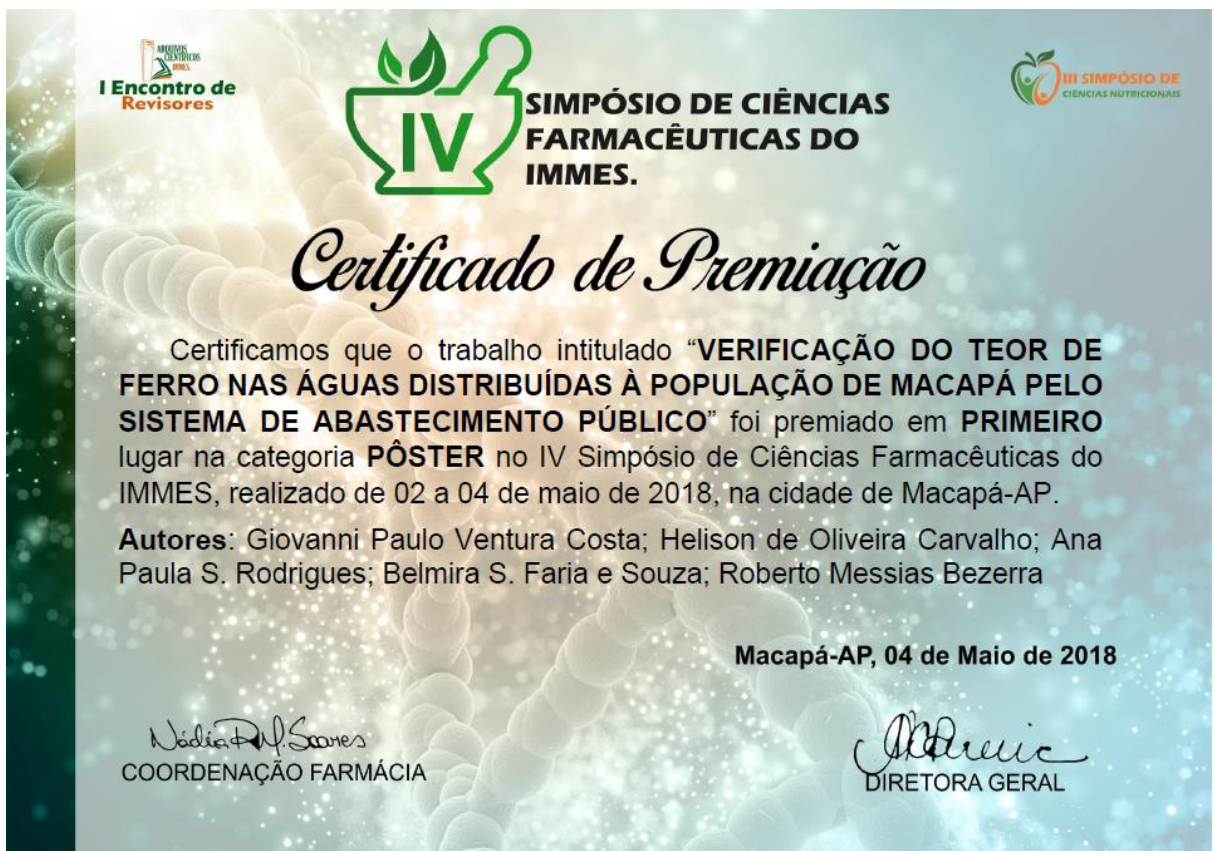 ARQUIVOS
CIENTÍFICOS
IMMES.
I Encontro de
Revisores
IV
SIMPÓSIO DE CIÊNCIAS
FARMACÊUTICAS DO
IMMES.
III SIMPÓSIO DE
CIÊNCIAS NUTRICIONAIS
Certificado de Premiação
Certificamos que o trabalho intitulado “VERIFICAÇÃO DO TEOR DE
FERRO NAS ÁGUAS DISTRIBUÍDAS À POPULAÇÃO DE MACAPÁ PELO
SISTEMA DE ABASTECIMENTO PÚBLICO” foi premiado em PRIMEIRO
lugar na categoria PÔSTER no IV Simpósio de Ciências Farmacêuticas do
IMMES, realizado de 02 a 04 de maio de 2018, na cidade de Macapá-AP.
Autores: Giovanni Paulo Ventura Costa; Helison de Oliveira Carvalho; Ana
Paula S. Rodrigues; Belmira S. Faria e Souza; Roberto Messias Bezerra
Macapá-AP, 04 de Maio de 2018
Nádia Soares
COORDENAÇÃO FARMÁCIA
DIRETORA GERAL